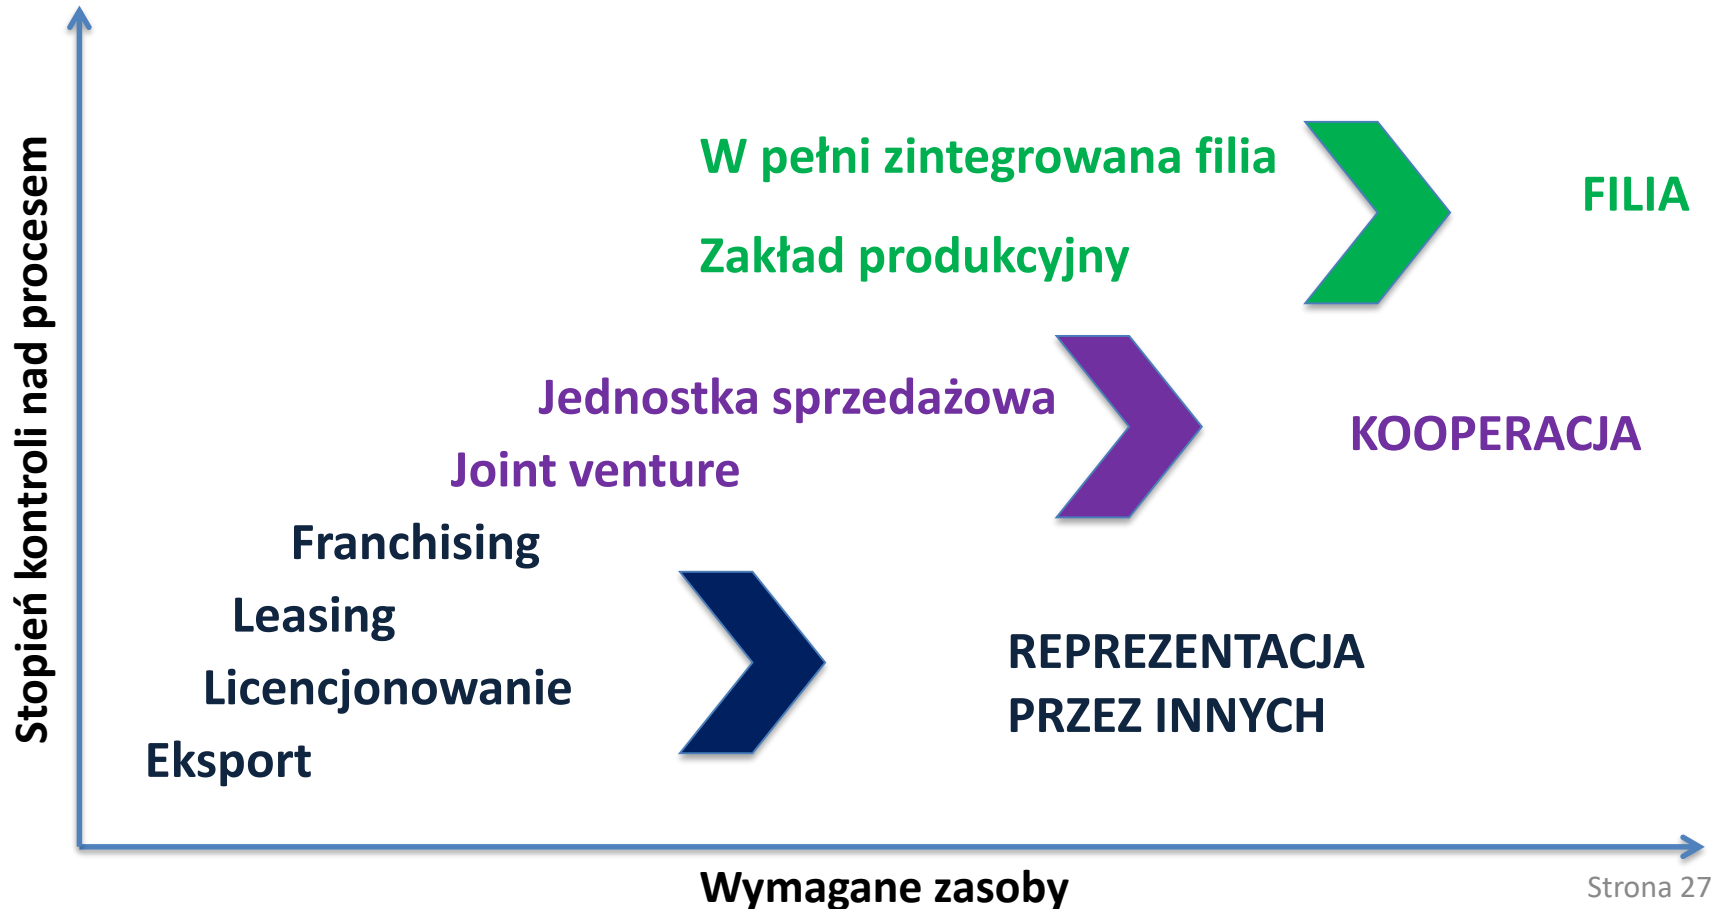 Stopień kontroli nad procesem
W pełni zintegrowana filia
FILIA
Zakład produkcyjny
Jednostka sprzedażowa
KOOPERACJA
Joint venture
Franchising
Leasing
REPREZENTACJA
PRZEZ INNYCH
Licencjonowanie
Eksport
Wymagane zasoby
Strona 27